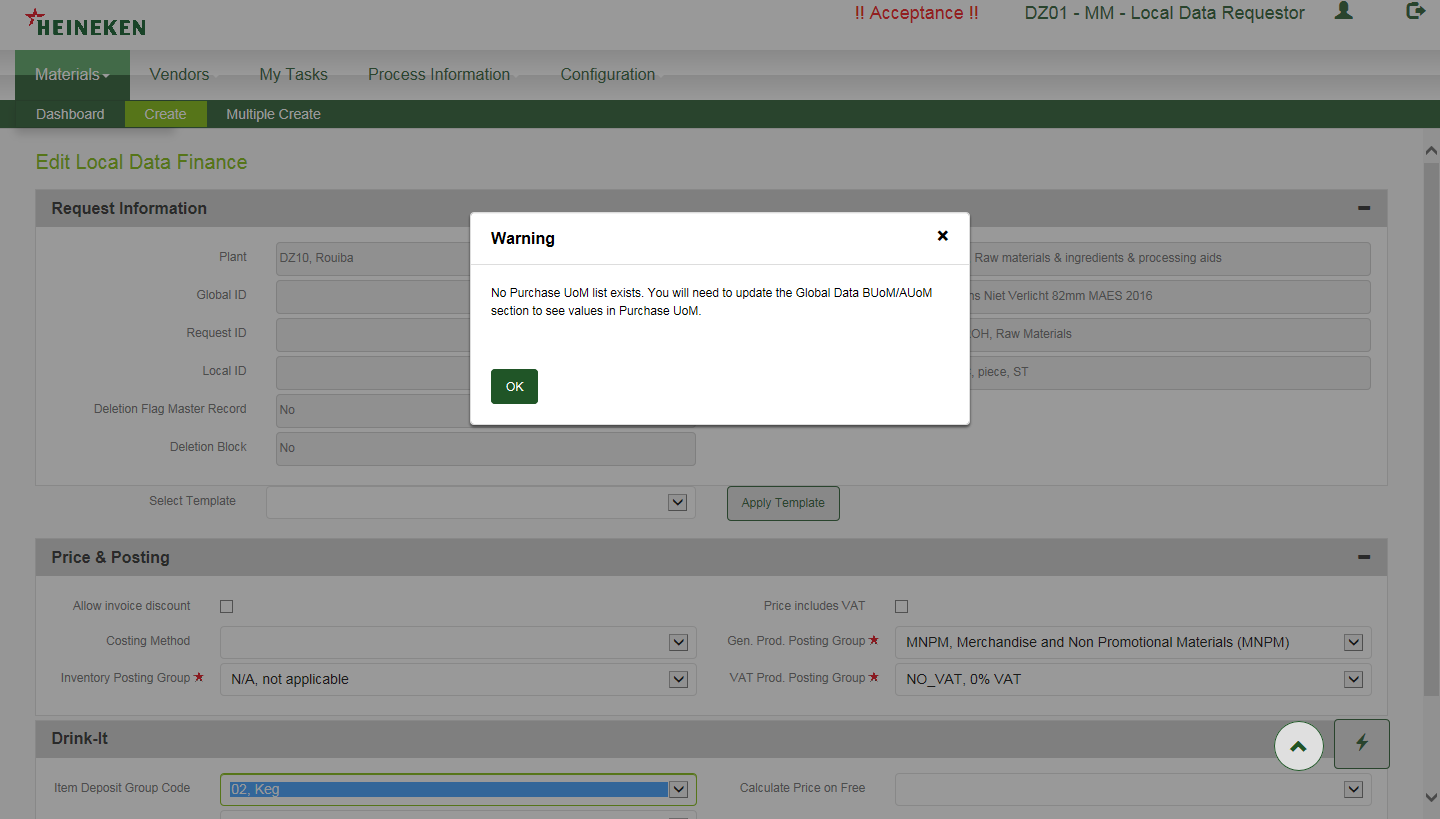 HEINEKEN
!! Acceptance !!
DZ01 - MM - Local Data Requestor
Materials
Vendors
My Tasks
Process Information
Configuration
Dashboard
Create
Multiple Create
Edit Local Data Finance
Request Information
Warning
No Purchase UoM list exists. You will need to update the Global Data BUoM/AUoM
section to see values in Purchase UoM.
OK
Plant
DZ10, Rouiba
Raw materials & ingredients & processing aids
Global ID
Niet Verlicht 82mm MAES 2016
Request ID
OH, Raw Materials
Local ID
, piece, ST
Deletion Flag Master Record
No
Deletion Block
No
Select Template
Apply Template
Price & Posting
Allow invoice discount
Price includes VAT
Costing Method
Gen. Prod. Posting Group ★
MNPM, Merchandise and Non Promotional Materials (MNPM)
Inventory Posting Group ★
N/A, not applicable
VAT Prod. Posting Group ★
NO_VAT, 0% VAT
Drink-It
Item Deposit Group Code
02, Keg
Calculate Price on Free